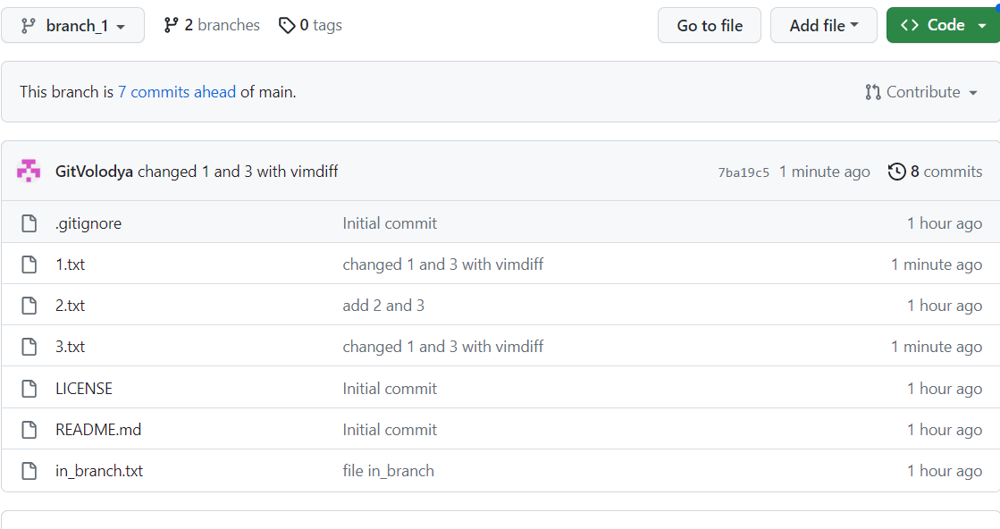 branch_1 2 branches 0 tags Go to file Add file Code
This branch is 7 commits ahead of main. Contribute
GitVolodya changed 1 and 3 with vimdiff 7ba19c5 1 minute ago 8 commits
.gitignore Initial commit 1 hour ago
1.txt changed 1 and 3 with vimdiff 1 minute ago
2.txt add 2 and 3 1 hour ago
3.txt changed 1 and 3 with vimdiff 1 minute ago
LICENSE Initial commit 1 hour ago
README.md Initial commit 1 hour ago
in_branch.txt file in_branch 1 hour ago